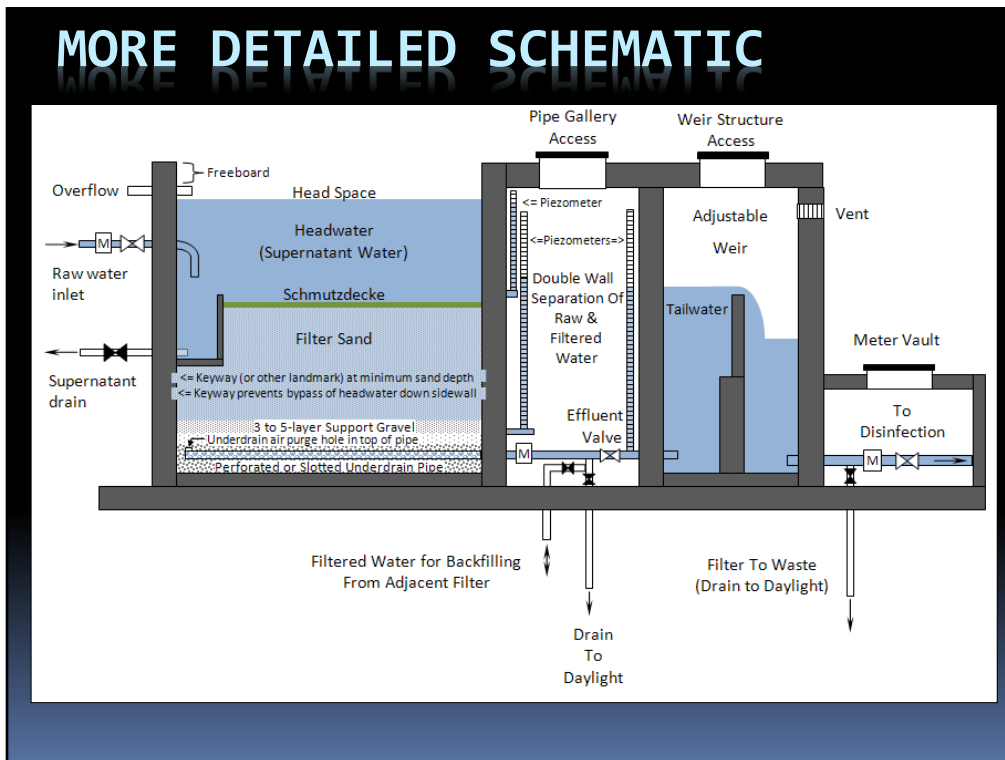 MORE DETAILED SCHEMATIC
Pipe Gallery
Access
Weir Structure
Access
Freeboard
Overflow
Head Space
<= Piezometer
Adjustable
Weir
Vent
Headwater
(Supernatant Water)
<=Piezometers=>
M
Raw water
inlet
Schmutzdecke
Double Wall
Separation Of
Raw &
Filtered
Water
Tailwater
Filter Sand
Meter Vault
Supernatant
drain
<= Keyway (or other landmark) at minimum sand depth
<= Keyway prevents bypass of headwater down sidewall
Effluent
Valve
To
Disinfection
3 to 5-layer Support Gravel
Underdrain air purge hole in top of pipe
M
M
Perforated or Slotted Underdrain Pipe
Filtered Water for Backfilling
From Adjacent Filter
Filter To Waste
(Drain to Daylight)
Drain
To
Daylight